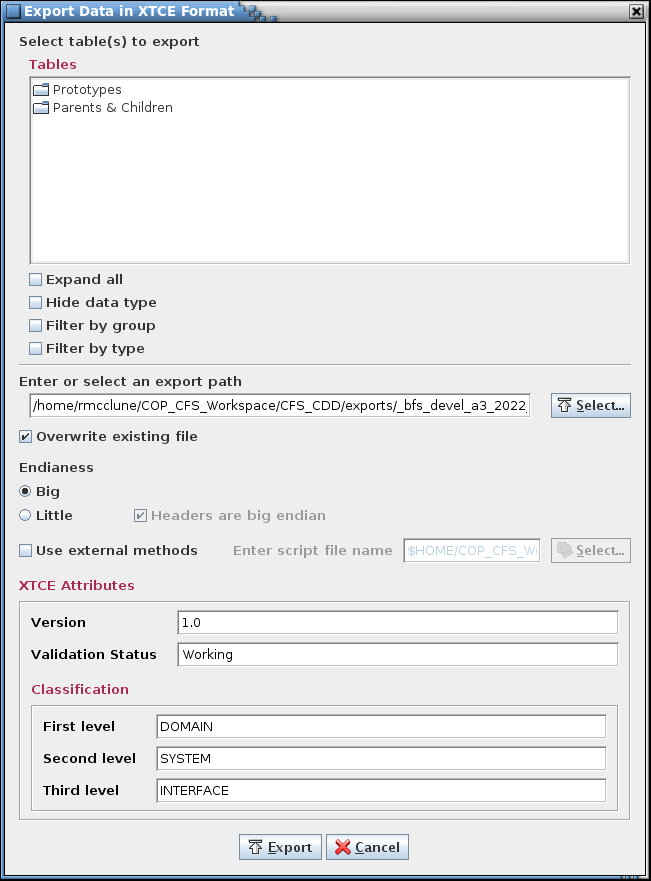 Export Data in XTCE Format
Select table(s) to export
Tables
Prototypes
Parents & Children
Expand all
Hide data type
Filter by group
Filter by type
Enter or select an export path
/home/rmcclune/COP_CFS_Workspace/CFS_CDD/exports/_bfs_devel_a3_2022_ Select...
Overwrite existing file
Endianess
Big
Little Headers are big endian
Use external methods Enter script file name $HOME/COP_CFS_W Select...
XTCE Attributes
Version 1.0
Validation Status Working
Classification
First level DOMAIN
Second level SYSTEM
Third level INTERFACE
Export Cancel